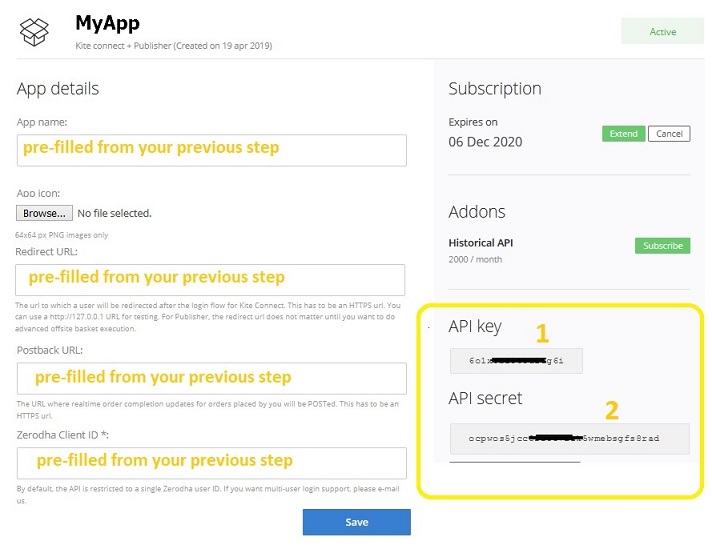 MyApp
Kite connect + Publisher (Created on 19 apr 2019)
Active
App details
App name:
pre-filled from your previous step
App icon:
Browse... No file selected.
64x64 px PNG images only
Redirect URL:
pre-filled from your previous step
The url to which a user will be redirected after the login flow for Kite Connect. This has to be an HTTPS url. You
can use a http://127.0.0.1 URL for testing. For Publisher, the redirect url does not matter until you want to do
advanced offsite basket execution.
Postback URL:
pre-filled from your previous step
The URL where realtime order completion updates for orders placed by you will be POSTed. This has to be an
HTTPS url.
Zerodha Client ID *:
pre-filled from your previous step
By default, the API is restricted to a single Zerodha user ID. If you want multi-user login support, please e-mail
us.
Save
Subscription
Expires on
06 Dec 2020
Extend
Cancel
Addons
Historical API
2000 / month
Subscribe
API key
1
API secret
2